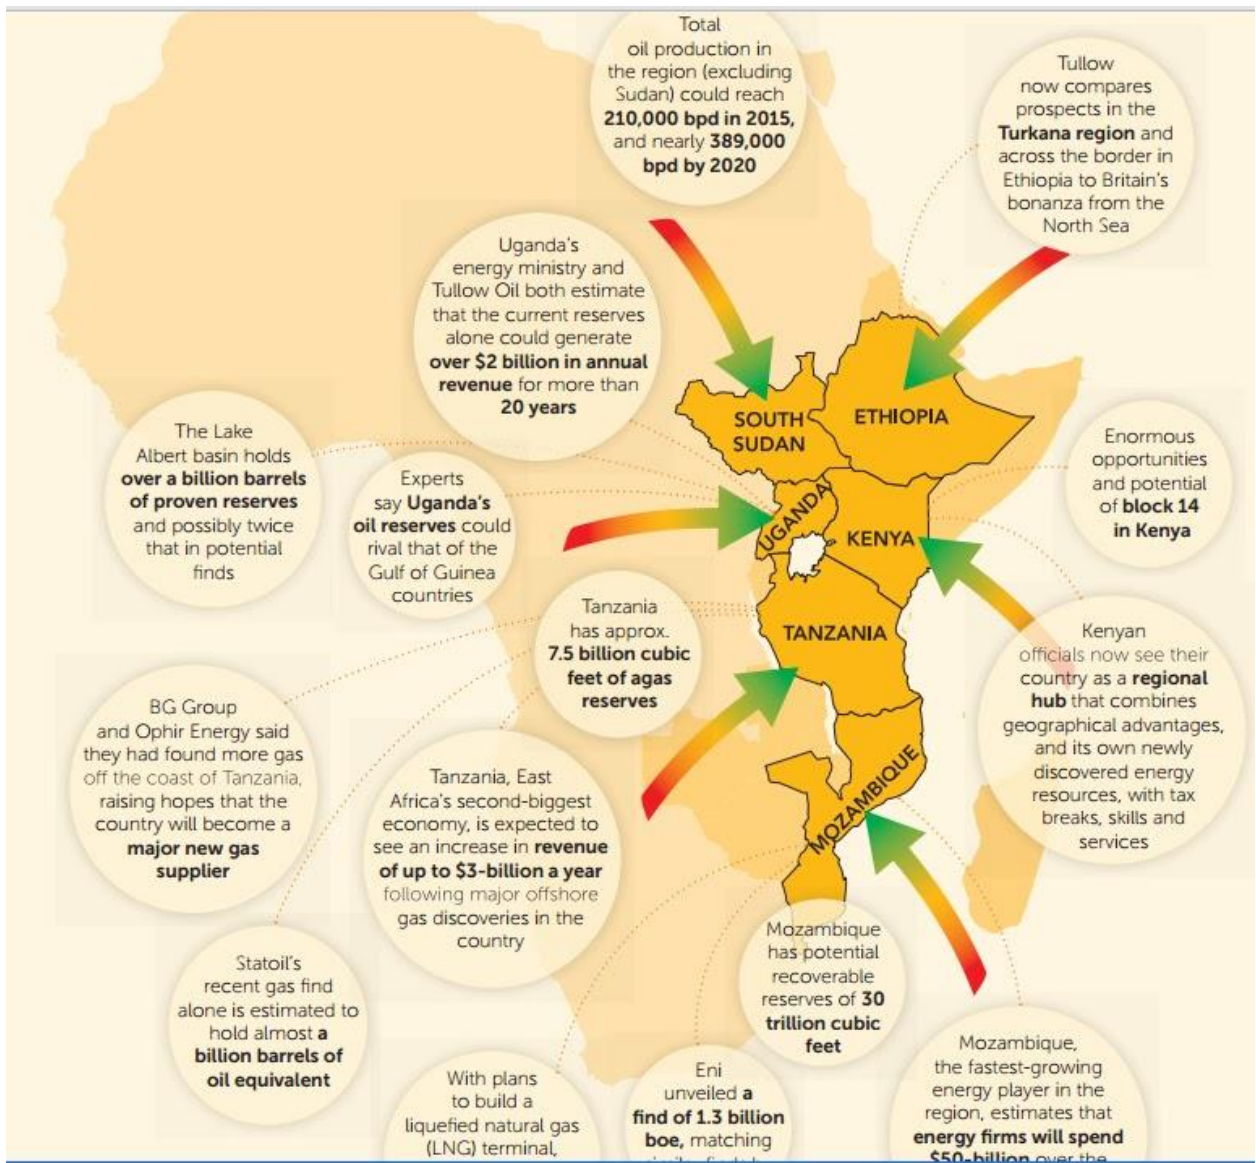 Total
oil production in
the region (excluding
Sudan) could reach
210,000 bpd in 2015,
and nearly 389,000
bpd by 2020
Tullow
now compares
prospects in the
Turkana region and
across the border in
Ethiopia to Britain's
bonanza from the
North Sea
Uganda's
energy ministry and
Tullow Oil both estimate
that the current reserves
alone could generate
over $2 billion in annual
revenue for more than
20 years
The Lake
Albert basin holds
over a billion barrels
of proven reserves
and possibly twice
that in potential
finds
Experts
say Uganda's
oil reserves could
rival that of the
Gulf of Guinea
countries
SOUTH
SUDAN
ETHIOPIA
UGANDA
KENYA
TANZANIA
MOZAMBIQUE
Enormous
opportunities
and potential
of block 14
in Kenya
Tanzania
has approx.
7.5 billion cubic
feet of agas
reserves
Kenyan
officials now see their
country as a regional
hub that combines
geographical advantages,
and its own newly
discovered energy
resources, with tax
breaks, skills and
services
BG Group
and Ophir Energy said
they had found more gas
off the coast of Tanzania,
raising hopes that the
country will become a
major new gas
supplier
Tanzania, East
Africa's second-biggest
economy, is expected to
see an increase in revenue
of up to $3-billion a year
following major offshore
gas discoveries in the
country
Statoil's
recent gas find
alone is estimated to
hold almost a
billion barrels of
oil equivalent
Mozambique
has potential
recoverable
reserves of 30
trillion cubic
feet
With plans
to build a
liquefied natural gas
(LNG) terminal,
Eni
unveiled a
find of 1.3 billion
boe, matching
Mozambique,
the fastest-growing
energy player in the
region, estimates that
energy firms will spend
$50-billion over the